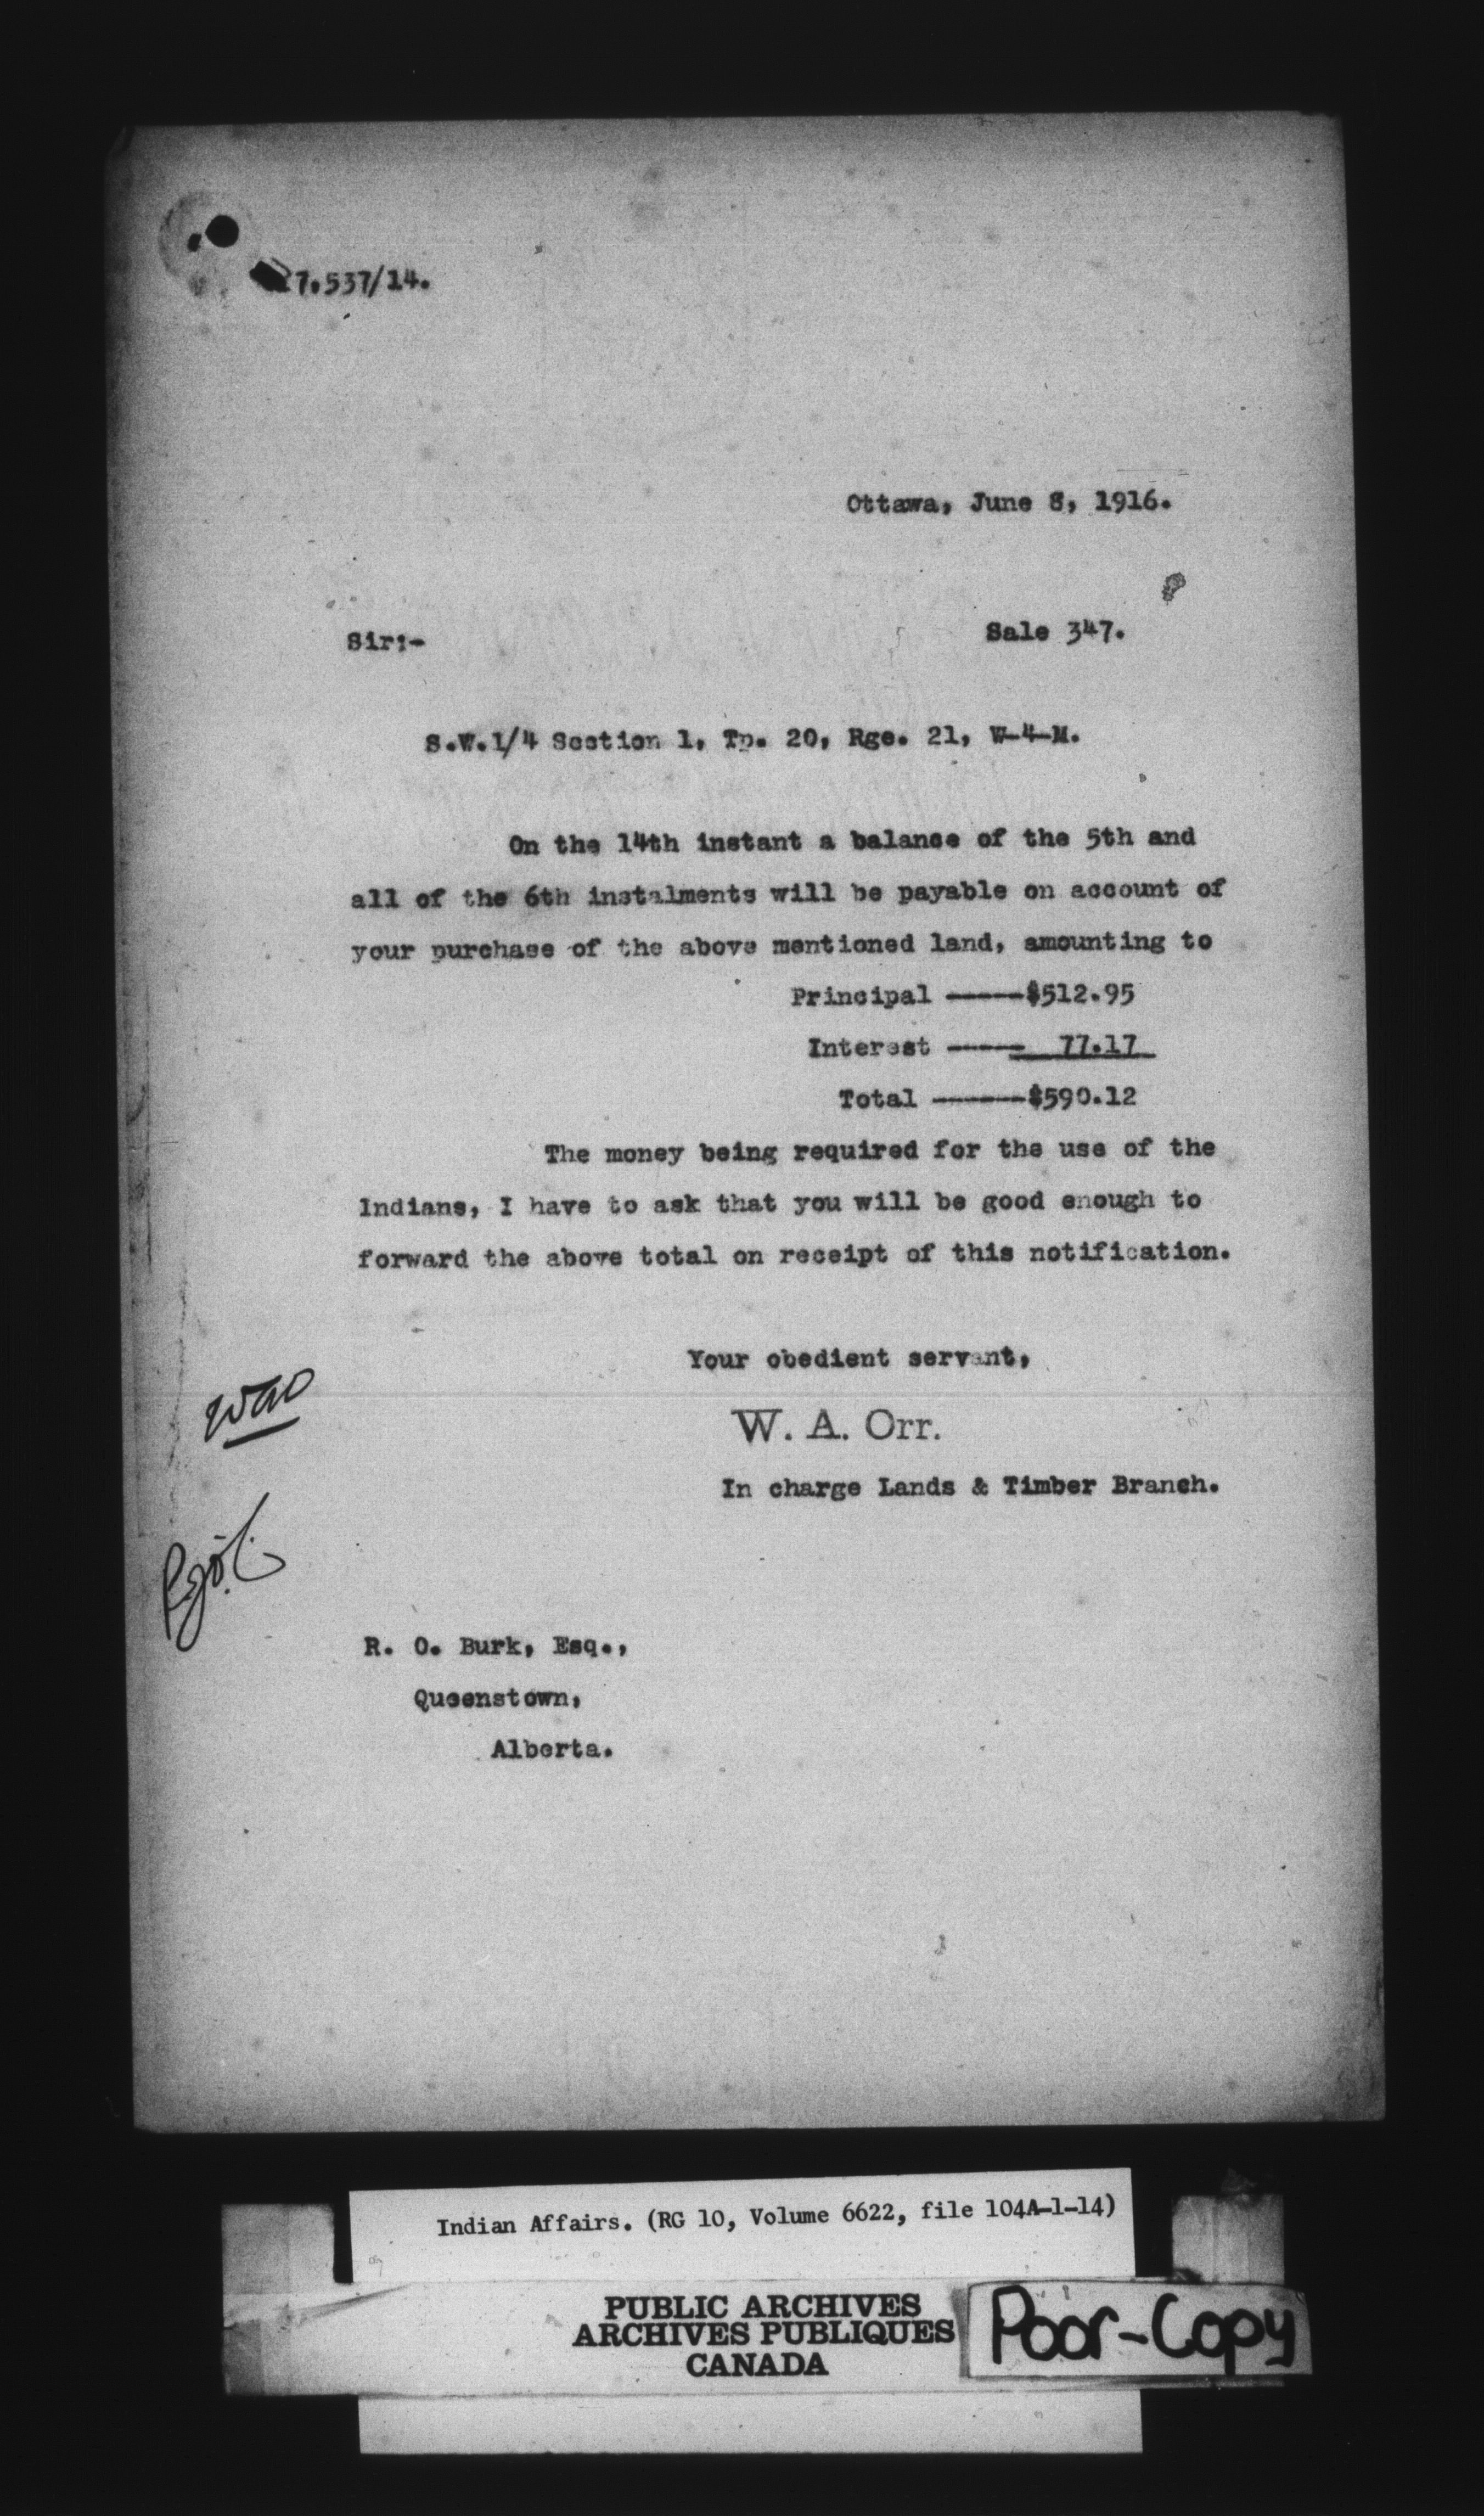 27.537/14.
Ottawa, June 8, 1916.
Sir:-
Sale 347.
S.W.1/4 Section 1, Tp. 20, Rge. 21, W-4-M.
On the 14th instant a balance of the 5th and
all of the 6th instalments will be payable on account of
your purchase of the above mentioned land, amounting to
Principal -----$512.95
Interest ----- 77.17
Total ------$590.12
The money being required for the use of the
Indians, I have to ask that you will be good enough to
forward the above total on receipt of this notification.
Your obedient servant,
W. A. Orr.
In charge Lands & Timber Branch.
WAO
R. O. Burk, Esq.,
Queenstown,
Alberta.
Indian Affairs. (RG 10, Volume 6622, file 104A-1-14)
PUBLIC ARCHIVES
ARCHIVES PUBLIQUES
CANADA
Poor-Copy